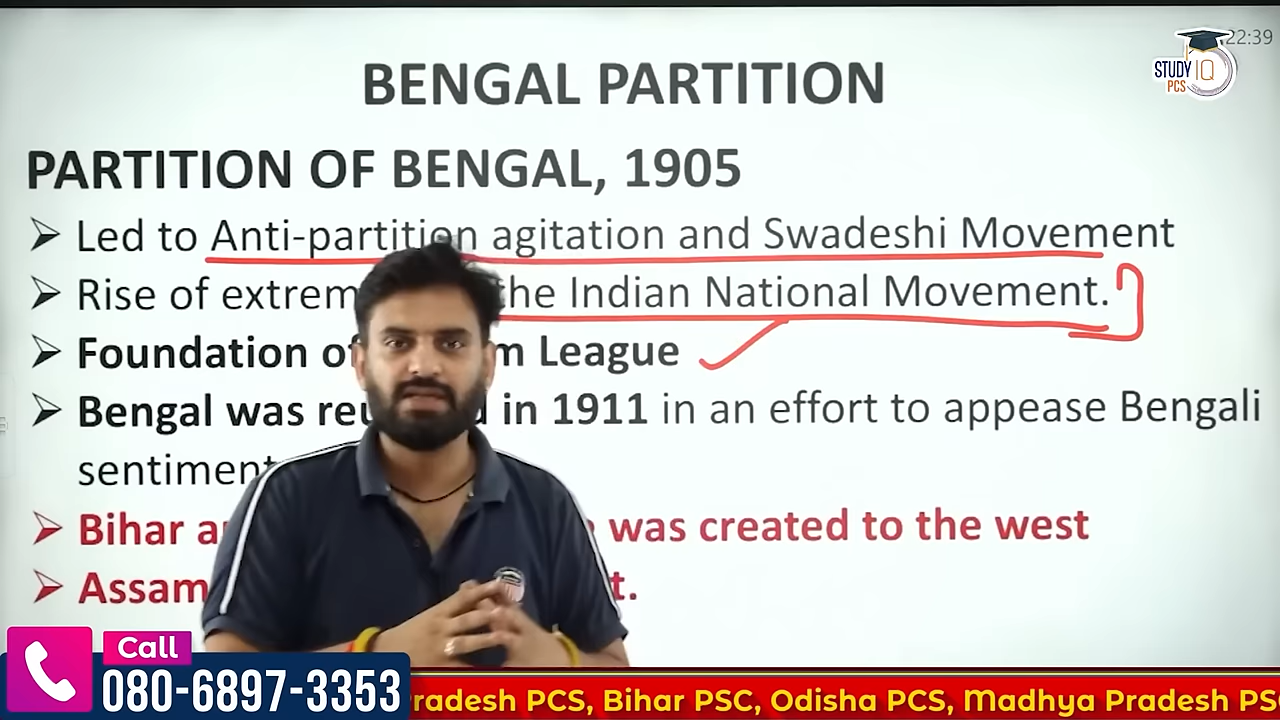 22:39
STUDY IQ
PCS
BENGAL PARTITION
PARTITION OF BENGAL, 1905
➢ Led to Anti-partition agitation and Swadeshi Movement
➢ Rise of extrem the Indian National Movement.
➢ Foundation of m League
➢ Bengal was reu d in 1911 in an effort to appease Bengali
sentiment
➢ Bihar a was created to the west
➢ Assam t.
Call
080-6897-3353
radesh PCS, Bihar PSC, Odisha PCS, Madhya Pradesh PS